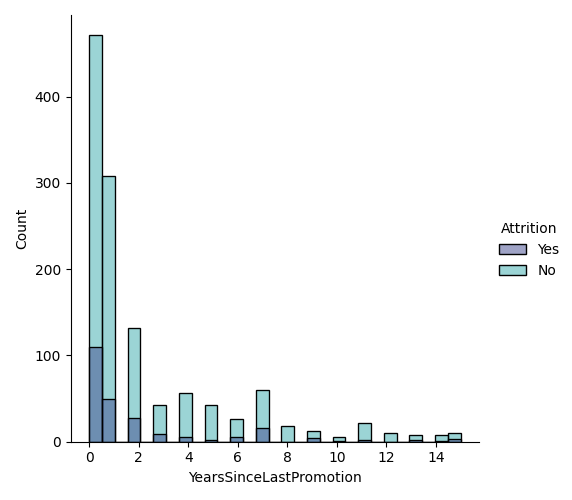 400
300
200
100
0
Count
0 2 4 6 8 10 12 14
YearsSinceLastPromotion
Attrition
Yes
No